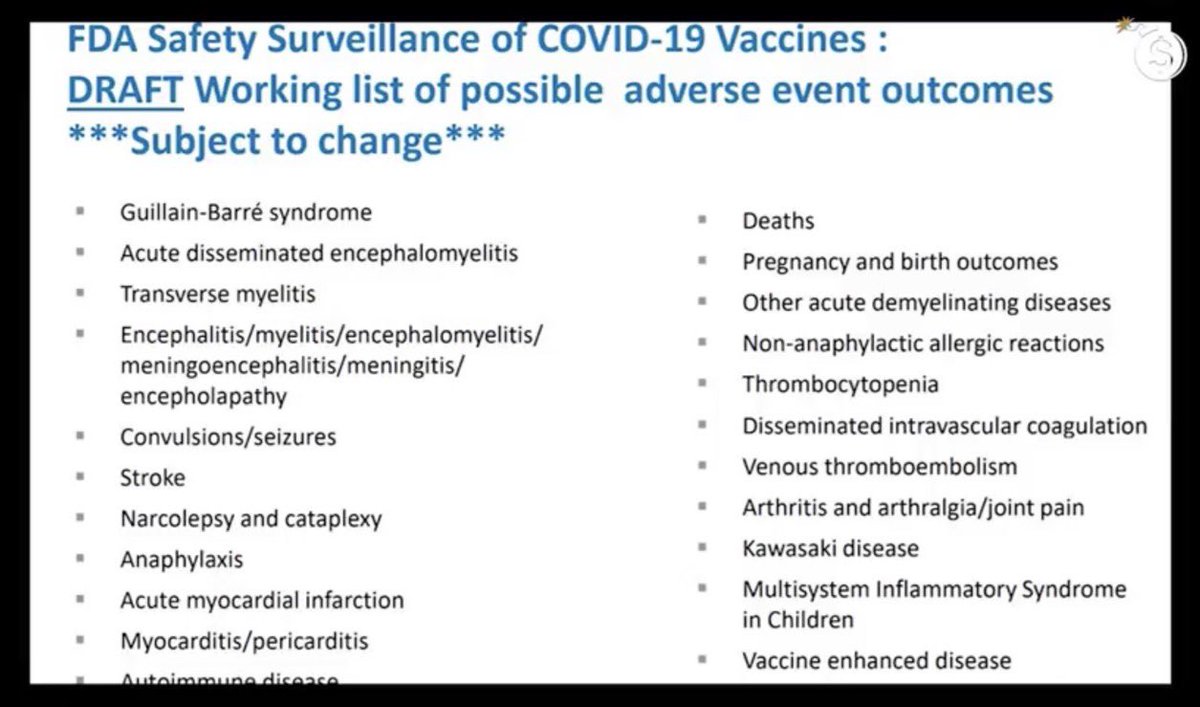 FDA Safety Surveillance of COVID-19 Vaccines :
DRAFT Working list of possible adverse event outcomes
***Subject to change***
Guillain-Barré syndrome
Acute disseminated encephalomyelitis
Transverse myelitis
Encephalitis/myelitis/encephalomyelitis/
meningoencephalitis/meningitis/
encepholapathy
Convulsions/seizures
Stroke
Narcolepsy and cataplexy
Anaphylaxis
Acute myocardial infarction
Myocarditis/pericarditis
Autoimmune disease
Deaths
Pregnancy and birth outcomes
Other acute demyelinating diseases
Non-anaphylactic allergic reactions
Thrombocytopenia
Disseminated intravascular coagulation
Venous thromboembolism
Arthritis and arthralgia/joint pain
Kawasaki disease
Multisystem Inflammatory Syndrome
in Children
Vaccine enhanced disease
$